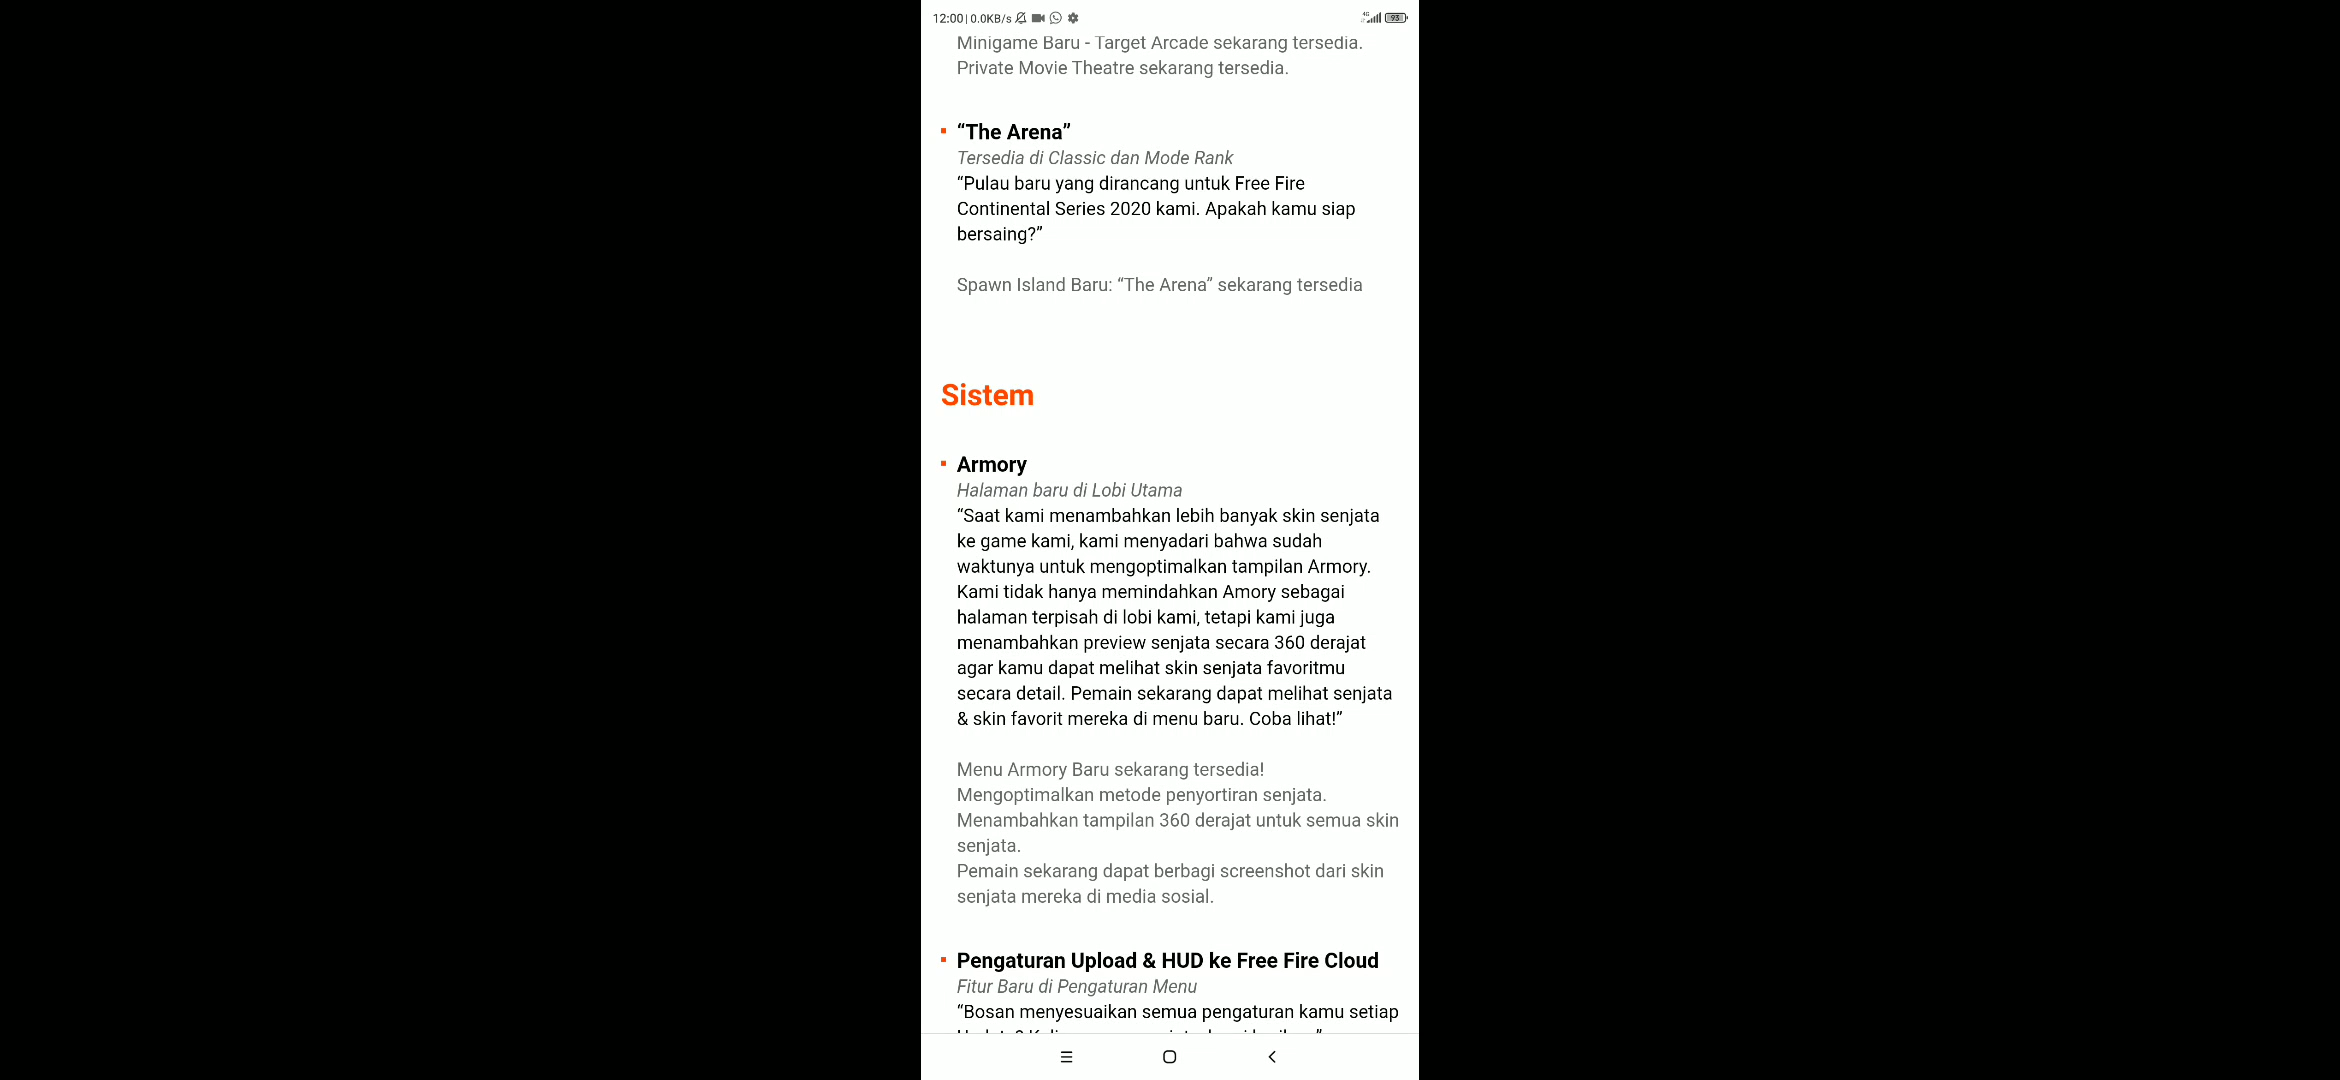 12:00 | 0.0KB/s
4G
93
Minigame Baru - Target Arcade sekarang tersedia.
Private Movie Theatre sekarang tersedia.
“The Arena”
Tersedia di Classic dan Mode Rank
“Pulau baru yang dirancang untuk Free Fire
Continental Series 2020 kami. Apakah kamu siap
bersaing?”
Spawn Island Baru: “The Arena” sekarang tersedia
Sistem
Armory
Halaman baru di Lobi Utama
“Saat kami menambahkan lebih banyak skin senjata
ke game kami, kami menyadari bahwa sudah
waktunya untuk mengoptimalkan tampilan Armory.
Kami tidak hanya memindahkan Amory sebagai
halaman terpisah di lobi kami, tetapi kami juga
menambahkan preview senjata secara 360 derajat
agar kamu dapat melihat skin senjata favoritmu
secara detail. Pemain sekarang dapat melihat senjata
& skin favorit mereka di menu baru. Coba lihat!”
Menu Armory Baru sekarang tersedia!
Mengoptimalkan metode penyortiran senjata.
Menambahkan tampilan 360 derajat untuk semua skin
senjata.
Pemain sekarang dapat berbagi screenshot dari skin
senjata mereka di media sosial.
Pengaturan Upload & HUD ke Free Fire Cloud
Fitur Baru di Pengaturan Menu
“Bosan menyesuaikan semua pengaturan kamu setiap